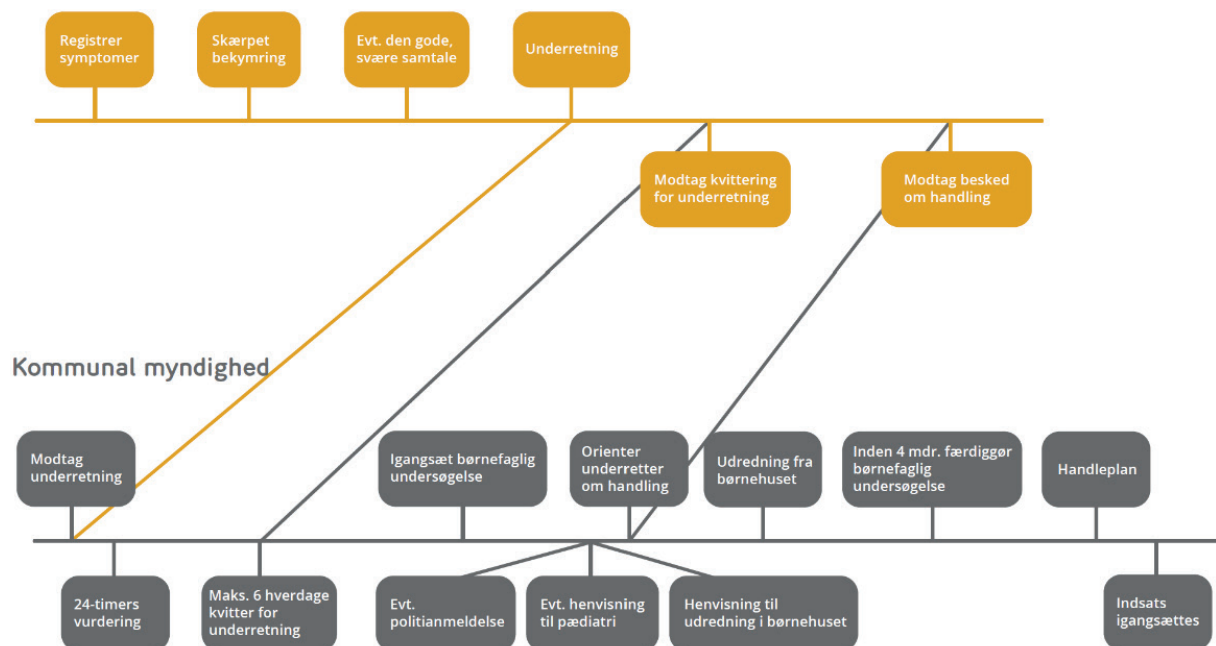 Registrer
symptomer
Skærpet
bekymring
Evt. den gode,
svære samtale
Underretning
Modtag kvittering
for underretning
Modtag besked
om handling
Kommunal myndighed
Modtag
underretning
Igangsæt børnefaglig
undersøgelse
Orienter
underretter
om handling
Udredning fra
børnehuset
Inden 4 mdr. færdiggør
børnefaglig
undersøgelse
Handleplan
24-timers
vurdering
Maks. 6 hverdage
kvitter for
underretning
Evt.
politianmeldelse
Evt. henvisning
til pædiatri
Henvisning til
udredning i børnehuset
Indsats
igangsættes